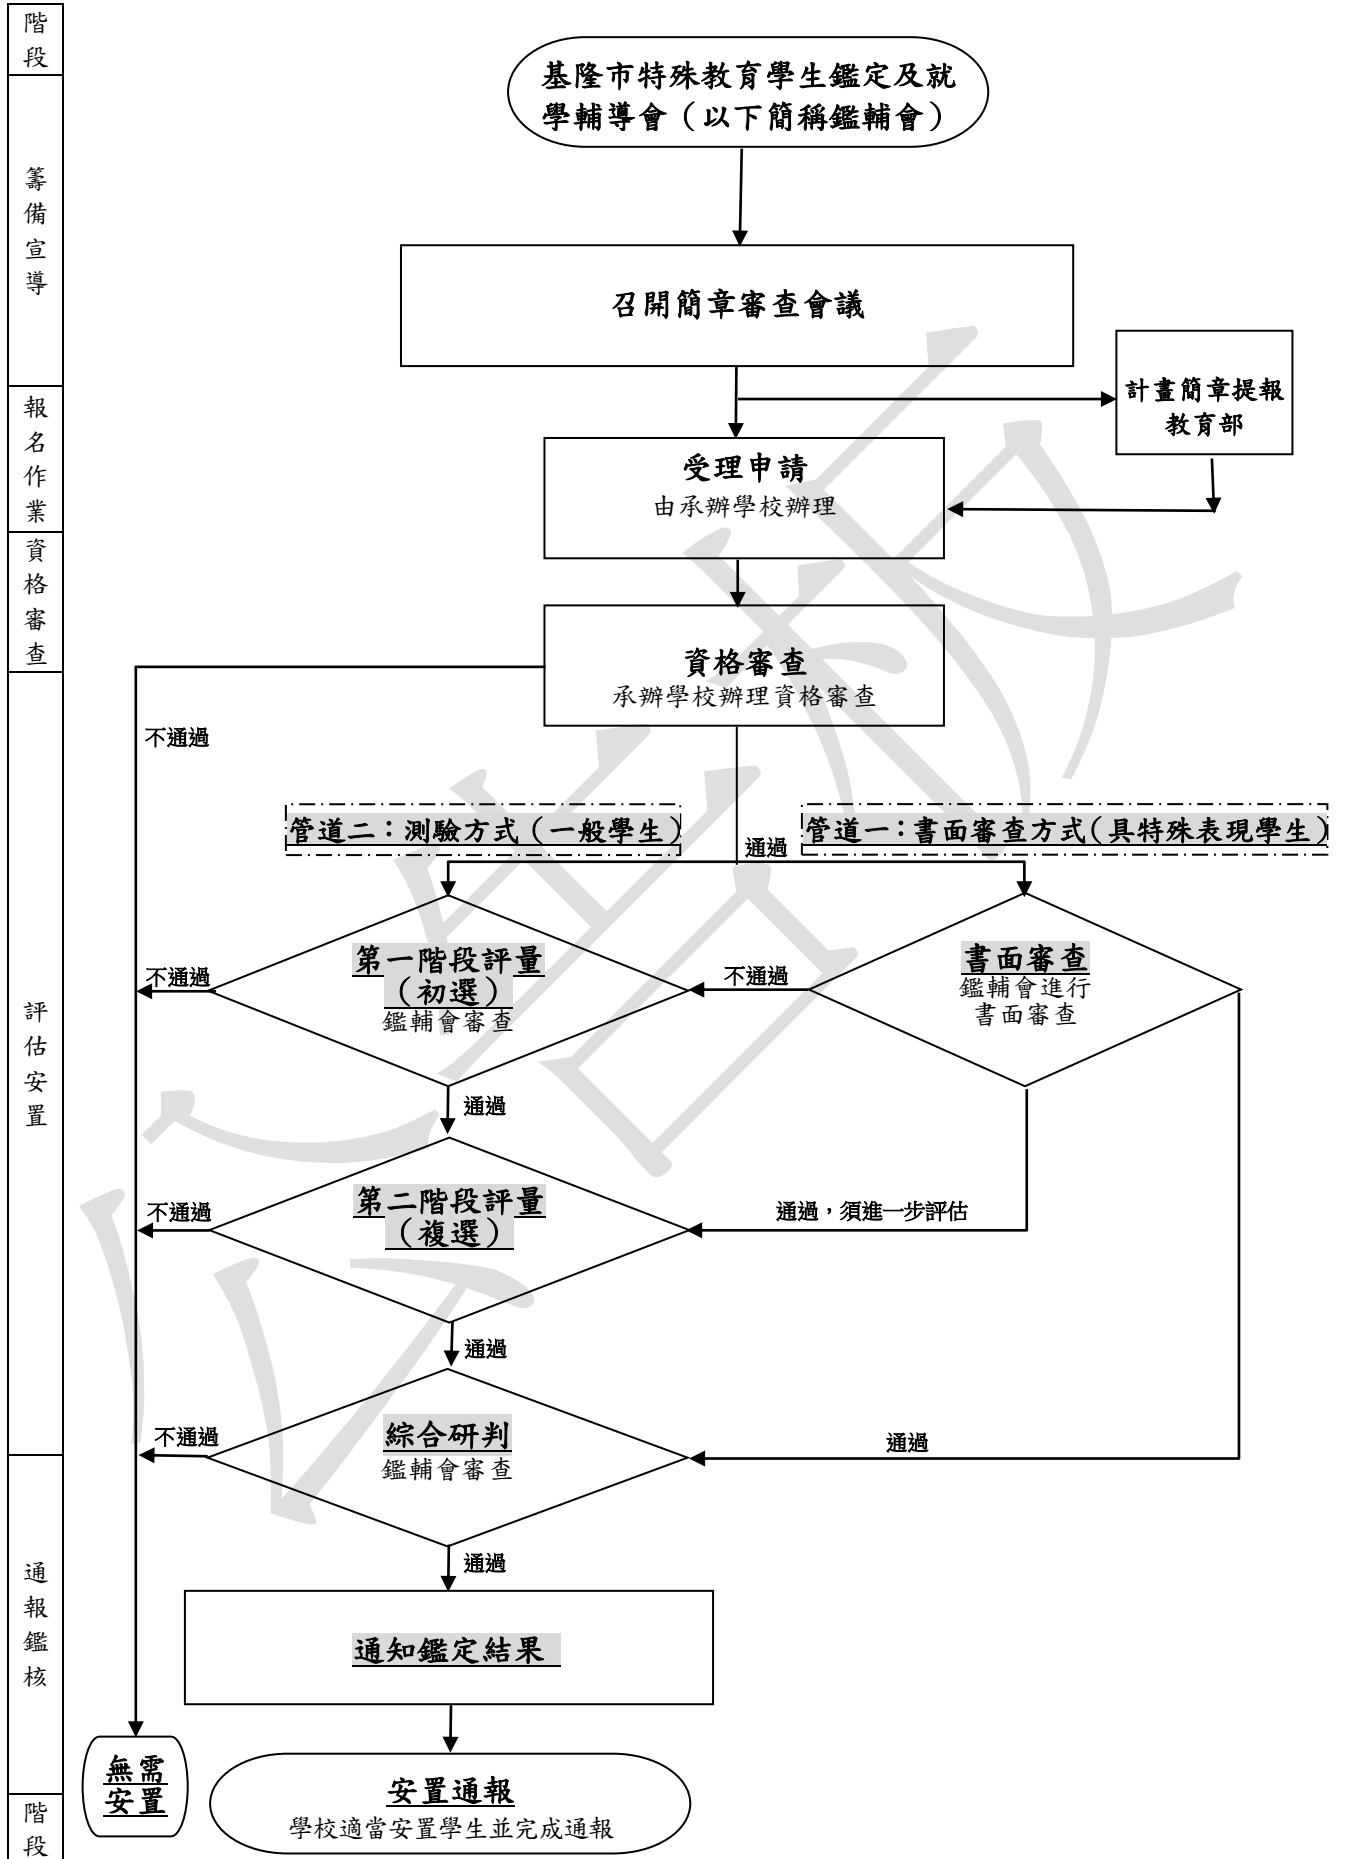 階
段
籌
備
宣
導
報
名
作
業
資
格
審
查
評
估
安
置
通
報
鑑
核
階
段
基隆市特殊教育學生鑑定及就
學輔導會（以下簡稱鑑輔會）
召開簡章審查會議
計畫簡章提報
教育部
受理申請
由承辦學校辦理
資格審查
承辦學校辦理資格審查
不通過
管道二：測驗方式（一般學生）
管道一：書面審查方式（具特殊表現學生）
通過
第一階段評量
（初選）
鑑輔會審查
不通過
不通過
書面審查
鑑輔會進行
書面審查
通過
第二階段評量
（複選）
不通過
通過，須進一步評估
通過
綜合研判
鑑輔會審查
不通過
通過
通過
通知鑑定結果
無需
安置
安置通報
學校適當安置學生並完成通報
公告版